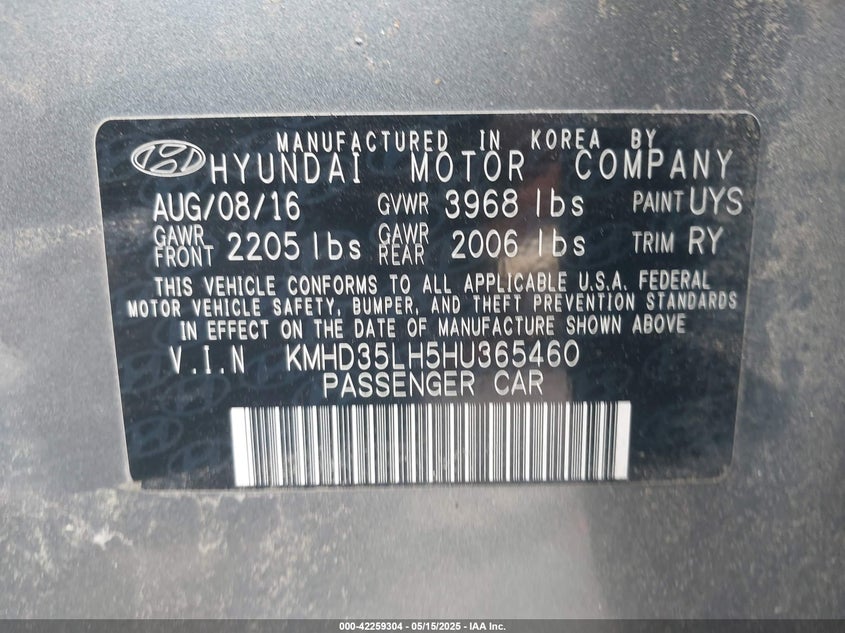 MANUFACTURED IN KOREA BY
HYUNDAI MOTOR COMPANY
AUG/08/16 GVWR 3968 lbs PAINT UYS
GAWR FRONT 2205 lbs GAWR REAR 2006 lbs TRIM RY
THIS VEHICLE CONFORMS TO ALL APPLICABLE U.S.A. FEDERAL
MOTOR VEHICLE SAFETY, BUMPER, AND THEFT PREVENTION STANDARDS
IN EFFECT ON THE DATE OF MANUFACTURE SHOWN ABOVE
V.I.N KMHD35LH5HU365460
PASSENGER CAR
000-42259304 - 05/15/2025 - IAA Inc.